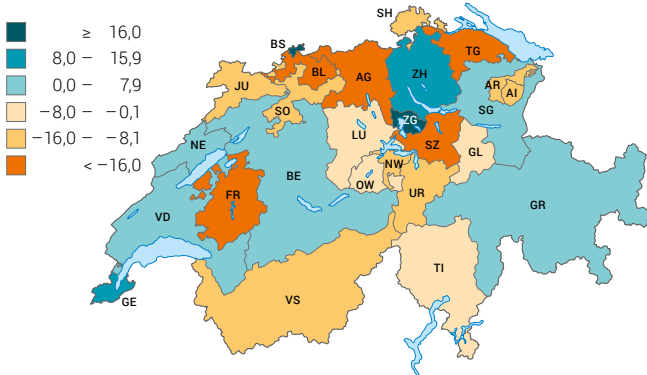 ≥ 16,0
8,0 – 15,9
0,0 – 7,9
−8,0 – −0,1
−16,0 – −8,1
< −16,0
SH
BS
TG
BL
AG
ZH
JU
AR
AI
SO
ZG
SG
LU
NE
SZ
GL
NW
BE
OW
FR
UR
GR
VD
TI
VS
GE